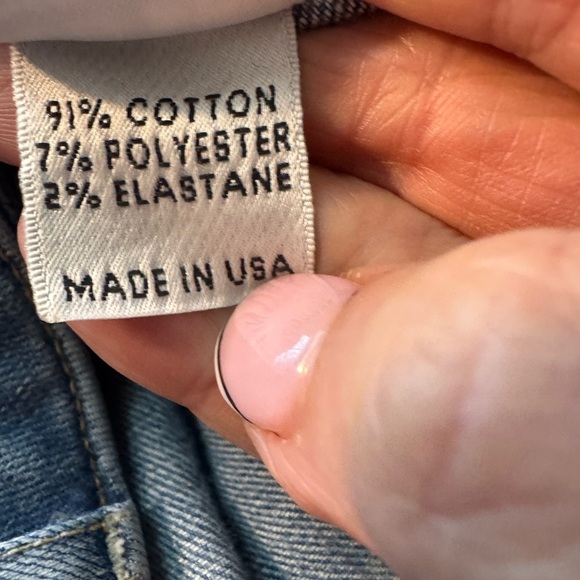 91% COTTON
7% POLYESTER
2% ELASTANE
MADE IN USA